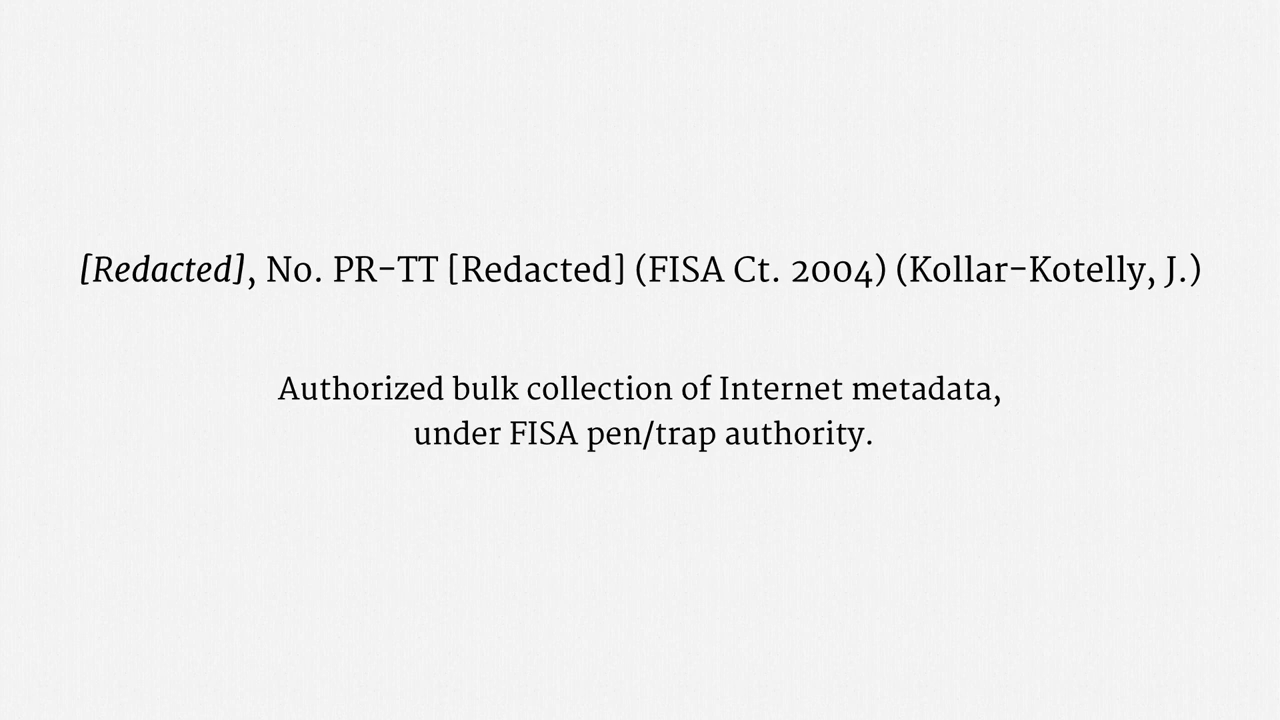 [Redacted], No. PR-TT [Redacted] (FISA Ct. 2004) (Kollar-Kotelly, J.)
Authorized bulk collection of Internet metadata,
under FISA pen/trap authority.